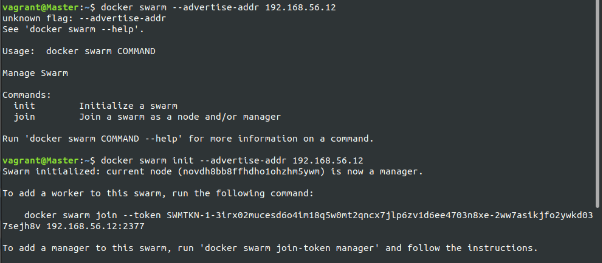 vagrant@Master:~$ docker swarm --advertise-addr 192.168.56.12
unknown flag: --advertise-addr
See 'docker swarm --help'.
Usage:  docker swarm COMMAND
Manage Swarm
Commands:
  init        Initialize a swarm
  join        Join a swarm as a node and/or manager
Run 'docker swarm COMMAND --help' for more information on a command.
vagrant@Master:~$ docker swarm init --advertise-addr 192.168.56.12
Swarm initialized: current node (novdh8bb8ffhdho1ohzhm5ywm) is now a manager.
To add a worker to this swarm, run the following command:
    docker swarm join --token SWMTKN-1-3irx02mucesd6o4im18q5w0mt2qncx7jlp6zv1d6ee4703n8xe-2ww7asikjfo2ywkd03
7sejh8v 192.168.56.12:2377
To add a manager to this swarm, run 'docker swarm join-token manager' and follow the instructions.